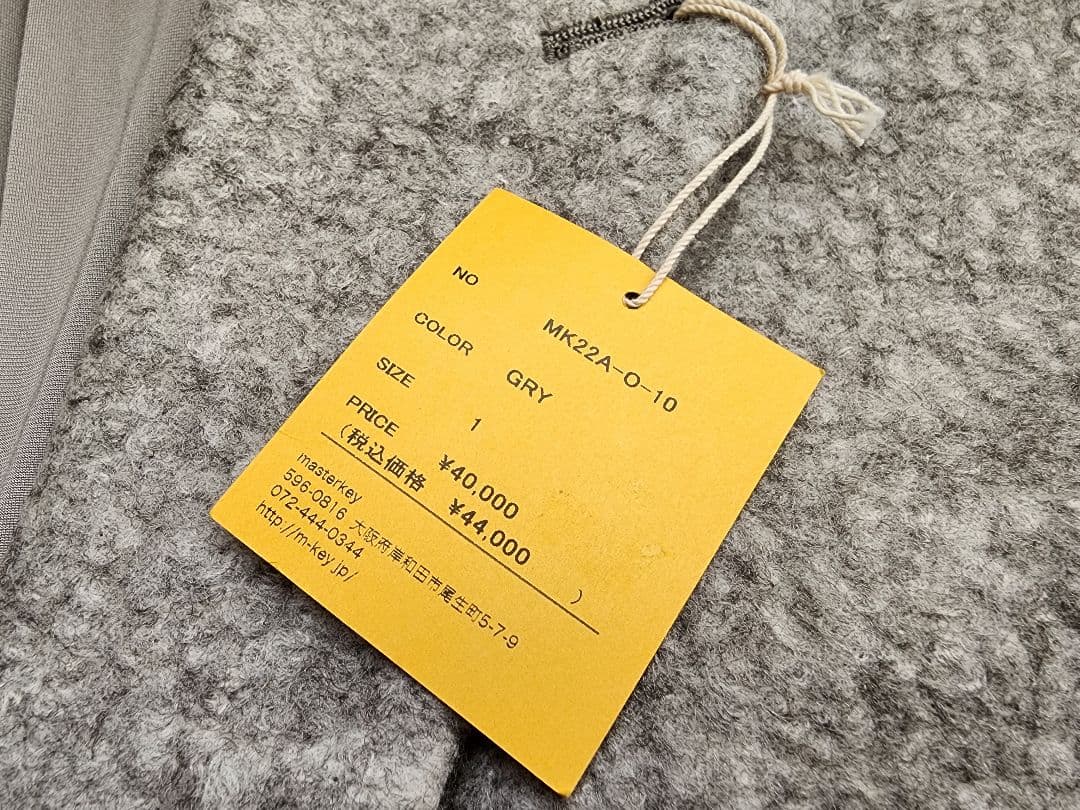 NO MK22A-O-10
COLOR GRY
SIZE 1
PRICE ¥40,000
(税込価格 ¥44,000 )
masterkey
596-0816 大阪府岸和田市尾生町5-7-9
072-444-0344
http://m-key.jp/